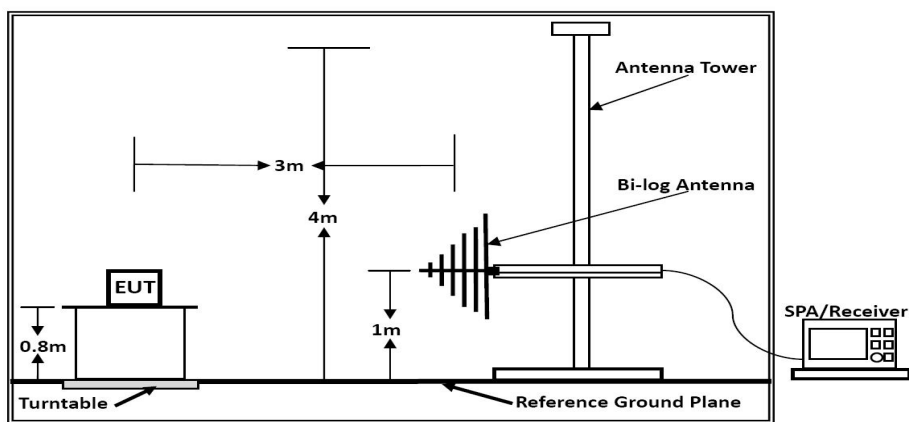 Antenna Tower
3m
Bi-log Antenna
4m
EUT
SPA/Receiver
1m
0.8m
Turntable
Reference Ground Plane